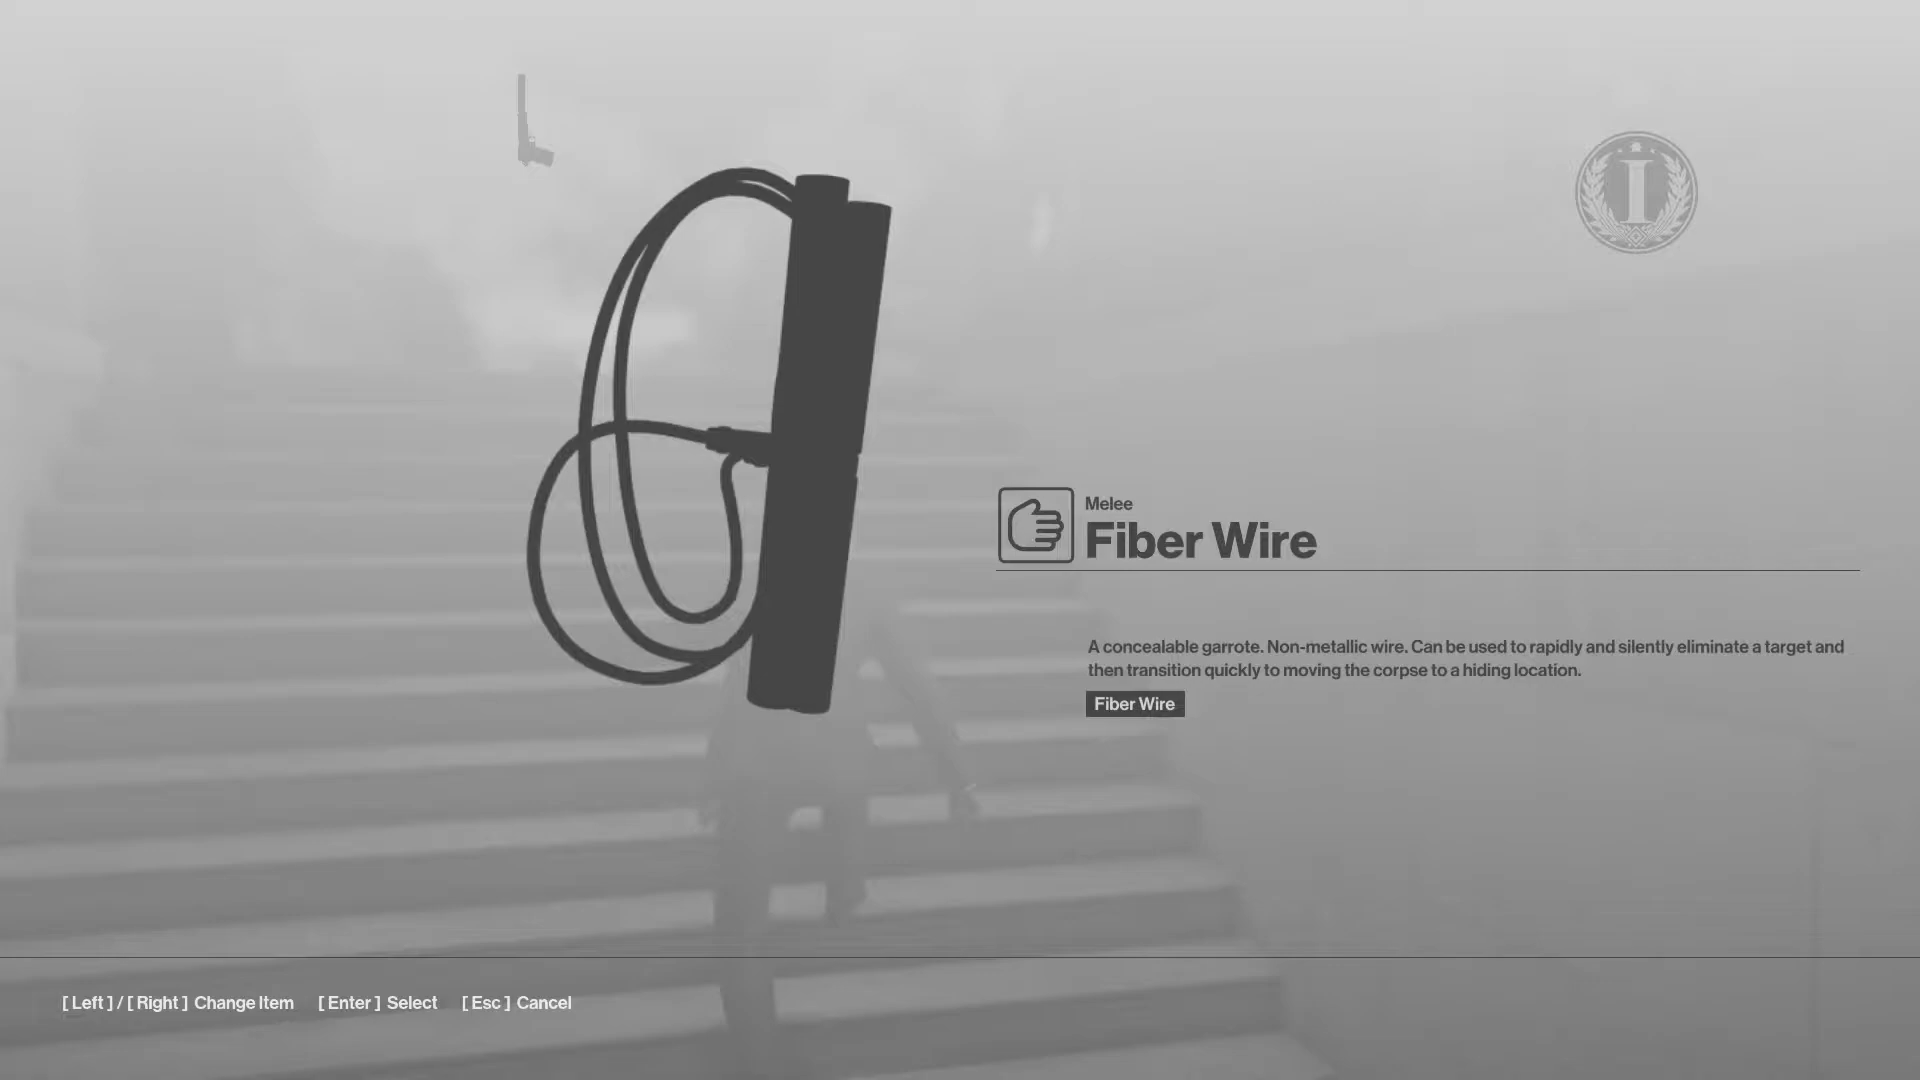 I
Melee
Fiber Wire
A concealable garrote. Non-metallic wire. Can be used to rapidly and silently eliminate a target and
then transition quickly to moving the corpse to a hiding location.
Fiber Wire
[ Left ] / [ Right ] Change Item [ Enter ] Select [ Esc ] Cancel